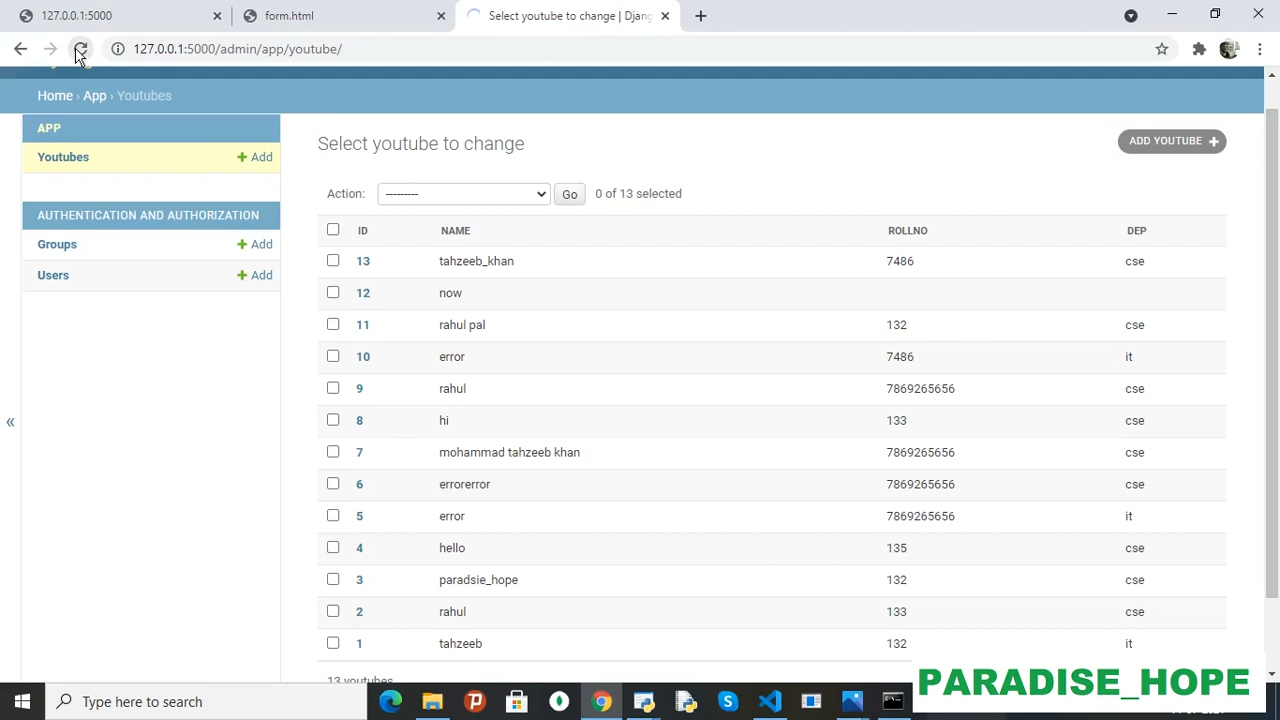 127.0.0.1:5000
form.html
Select youtube to change | Djang
127.0.0.1:5000/admin/app/youtube/
Home › App › Youtubes
APP
Youtubes + Add
AUTHENTICATION AND AUTHORIZATION
Groups + Add
Users + Add
«
Select youtube to change
ADD YOUTUBE +
Action: --------- Go 0 of 13 selected
ID NAME ROLLNO DEP
13 tahzeeb_khan 7486 cse
12 now
11 rahul pal 132 cse
10 error 7486 it
9 rahul 7869265656 cse
8 hi 133 cse
7 mohammad tahzeeb khan 7869265656 cse
6 errorerror 7869265656 cse
5 error 7869265656 it
4 hello 135 cse
3 paradsie_hope 132 cse
2 rahul 133 cse
1 tahzeeb 132 it
13 youtubes
PARADISE_HOPE
Type here to search